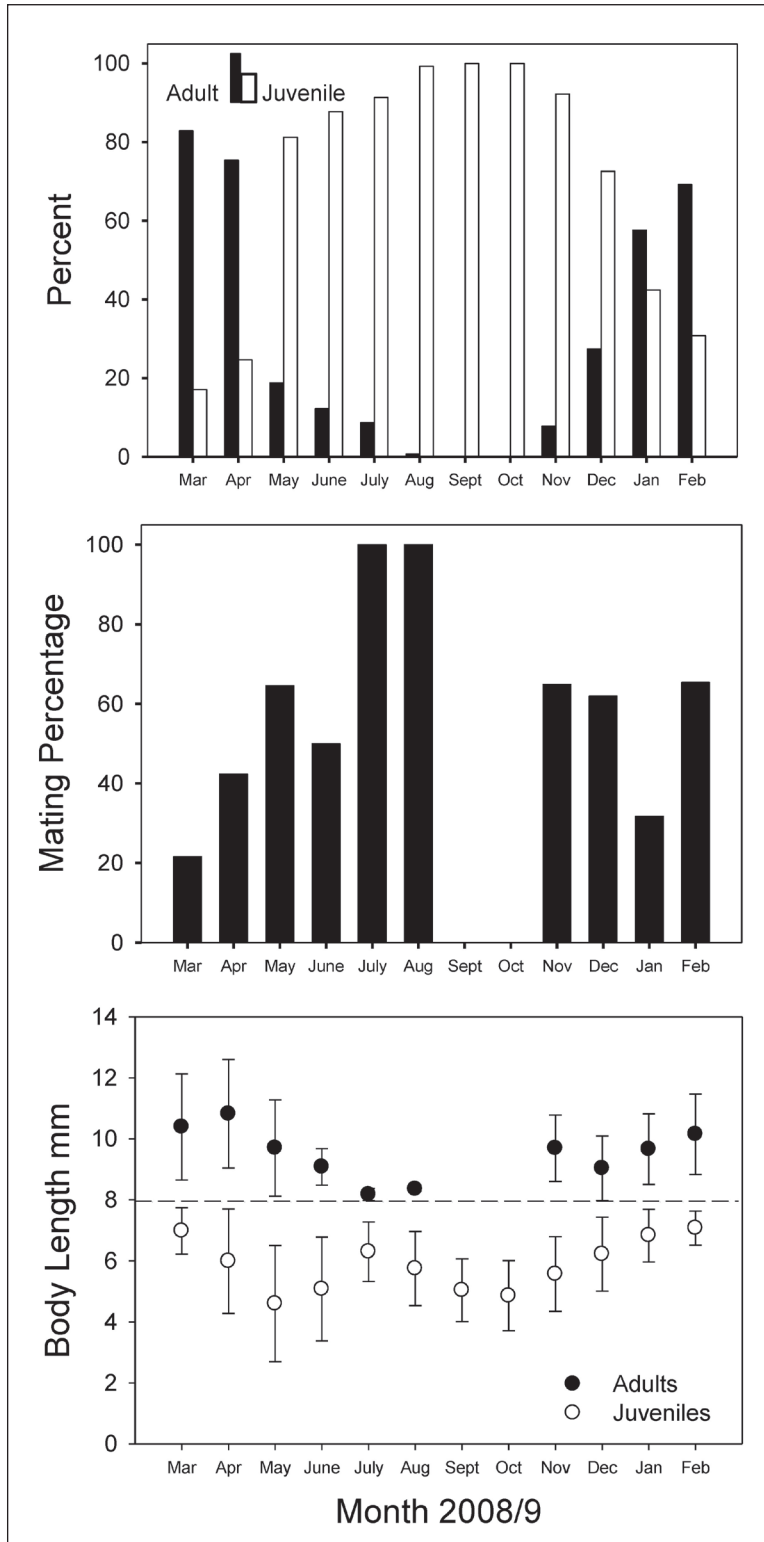 100
Adult Juvenile
80
60
40
20
0
Percent
Mar Apr May June July Aug Sept Oct Nov Dec Jan Feb
100
80
60
40
20
0
Mating Percentage
Mar Apr May June July Aug Sept Oct Nov Dec Jan Feb
14
12
10
8
6
4
2
0
Body Length mm
Adults
Juveniles
Mar Apr May June July Aug Sept Oct Nov Dec Jan Feb
Month 2008/9